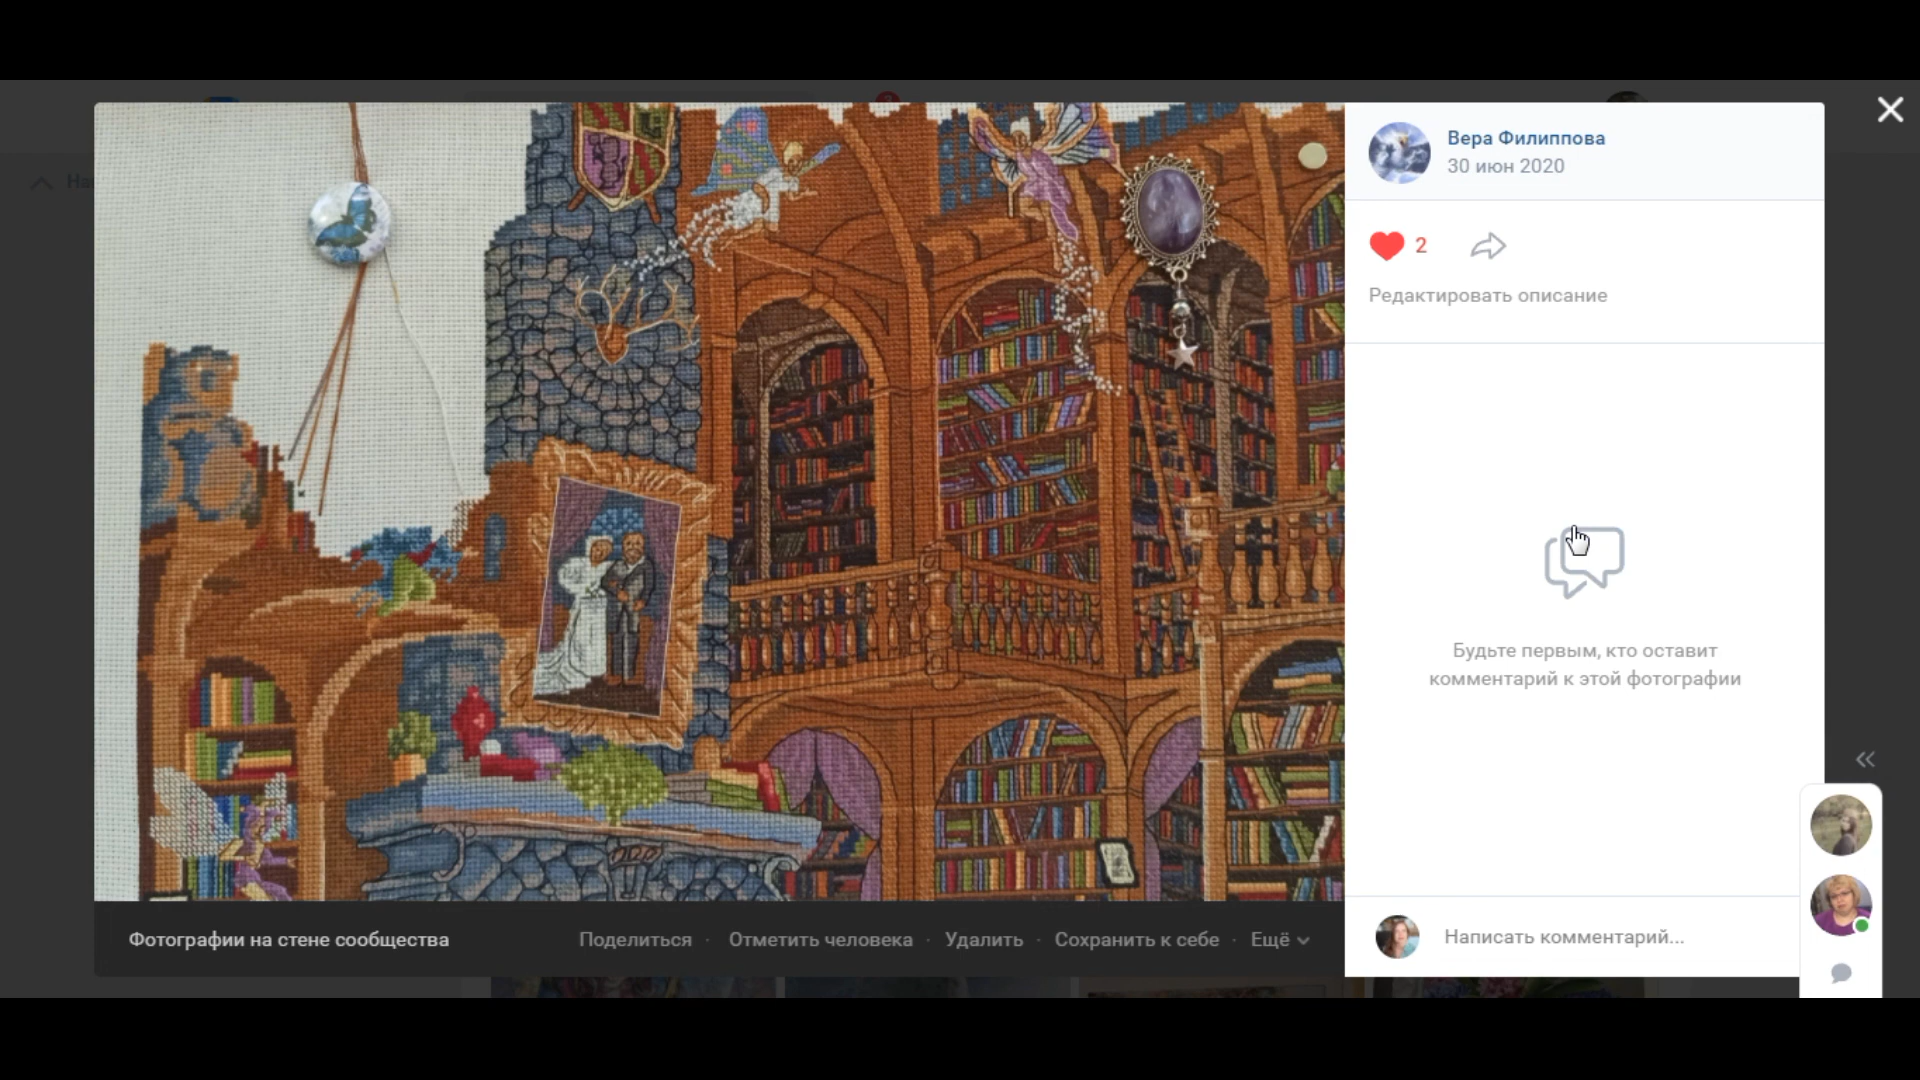 Вера Филиппова
30 июн 2020
2
Редактировать описание
Будьте первым, кто оставит
комментарий к этой фотографии
Написать комментарий...
Фотографии на стене сообщества
Поделиться · Отметить человека · Удалить · Сохранить к себе · Ещё